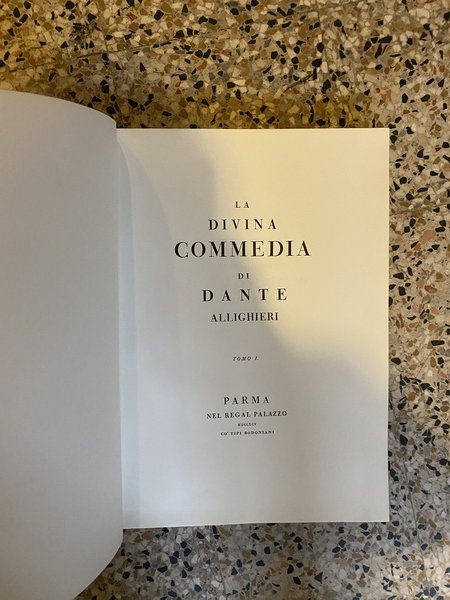 LA
DIVINA
COMMEDIA
DI
DANTE
ALLIGHIERI
TOMO I.
PARMA
NEL REGAL PALAZZO
MDCCXCV
CO' TIPI BODONIANI